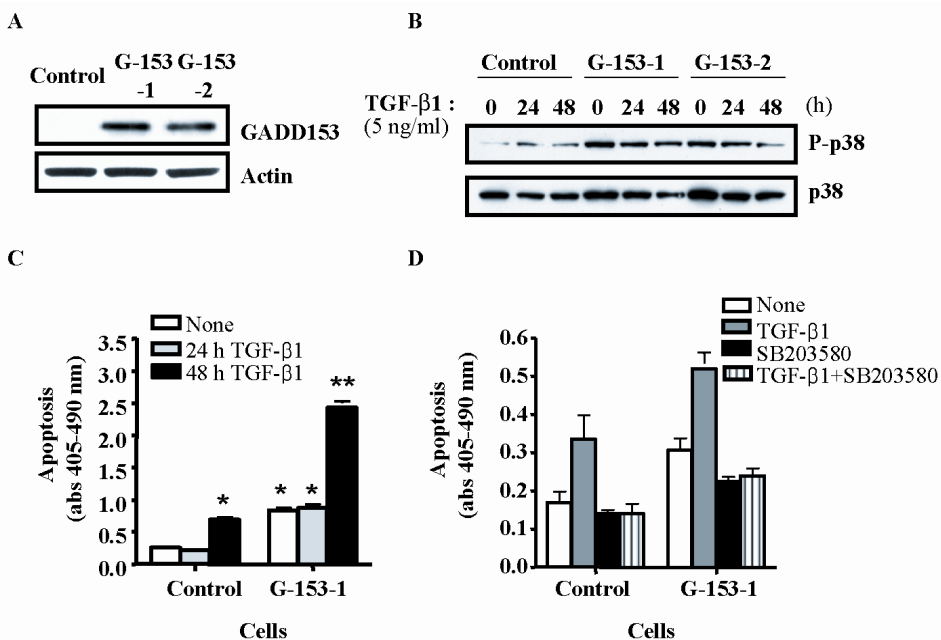 A
Control G-153 -1 G-153 -2
GADD153
Actin
B
Control G-153-1 G-153-2
TGF-β1 : 0 24 48 0 24 48 0 24 48 (h)
(5 ng/ml)
P-p38
p38
C
None
24 h TGF-β1
48 h TGF-β1
Apoptosis
(abs 405-490 nm)
3.5
3.0
2.5
2.0
1.5
1.0
0.5
0.0
*
* *
**
Control G-153-1
Cells
D
None
TGF-β1
SB203580
TGF-β1+SB203580
Apoptosis
(abs 405-490 nm)
0.6
0.5
0.4
0.3
0.2
0.1
0.0
Control G-153-1
Cells